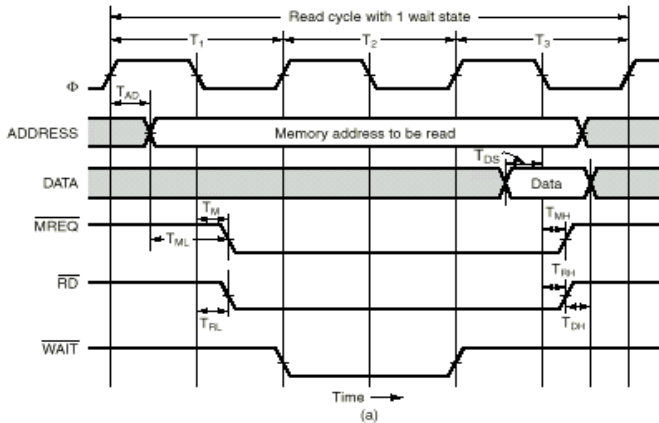 Read cycle with 1 wait state
T1 T2 T3
Φ
TAD
ADDRESS Memory address to be read
TDS
DATA Data
TM TMH
MREQ
TML
RD TRH
TRL TDH
WAIT
Time
(a)